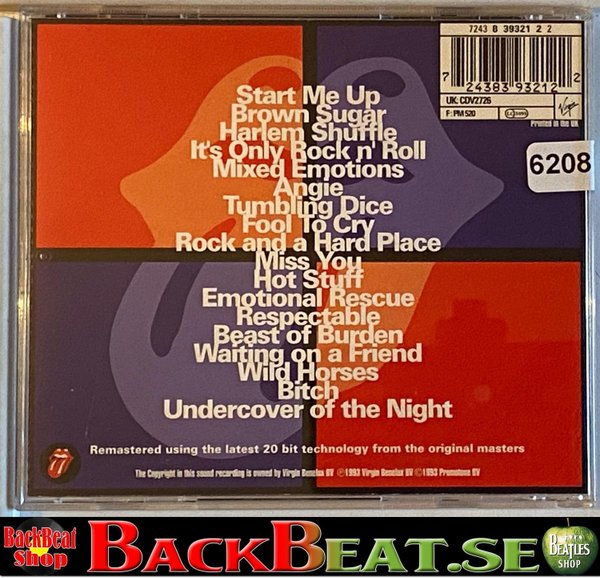 7243 8 39321 2 2
7 24383 93212 2
UK: CDV2726
F: PM 520
LC 3098
Virgin
Printed in the UK
6208
Start Me Up
Brown Sugar
Harlem Shuffle
It's Only Rock n' Roll
Mixed Emotions
Angie
Tumbling Dice
Fool To Cry
Rock and a Hard Place
Miss You
Hot Stuff
Emotional Rescue
Respectable
Beast of Burden
Waiting on a Friend
Wild Horses
Bitch
Undercover of the Night
Remastered using the latest 20 bit technology from the original masters
The Copyright in this sound recording is owned by Virgin Benelux BV ℗1993 Virgin Benelux BV ©1993 Promotone BV
BackBeat
Shop
BACKBEAT.SE
BEATLES
SHOP